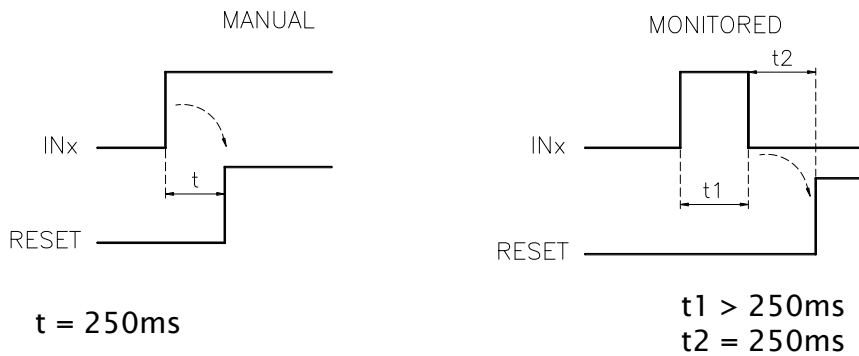 MANUAL
INx
t
RESET
t = 250ms
MONITORED
t2
INx
t1
RESET
t1 > 250ms
t2 = 250ms